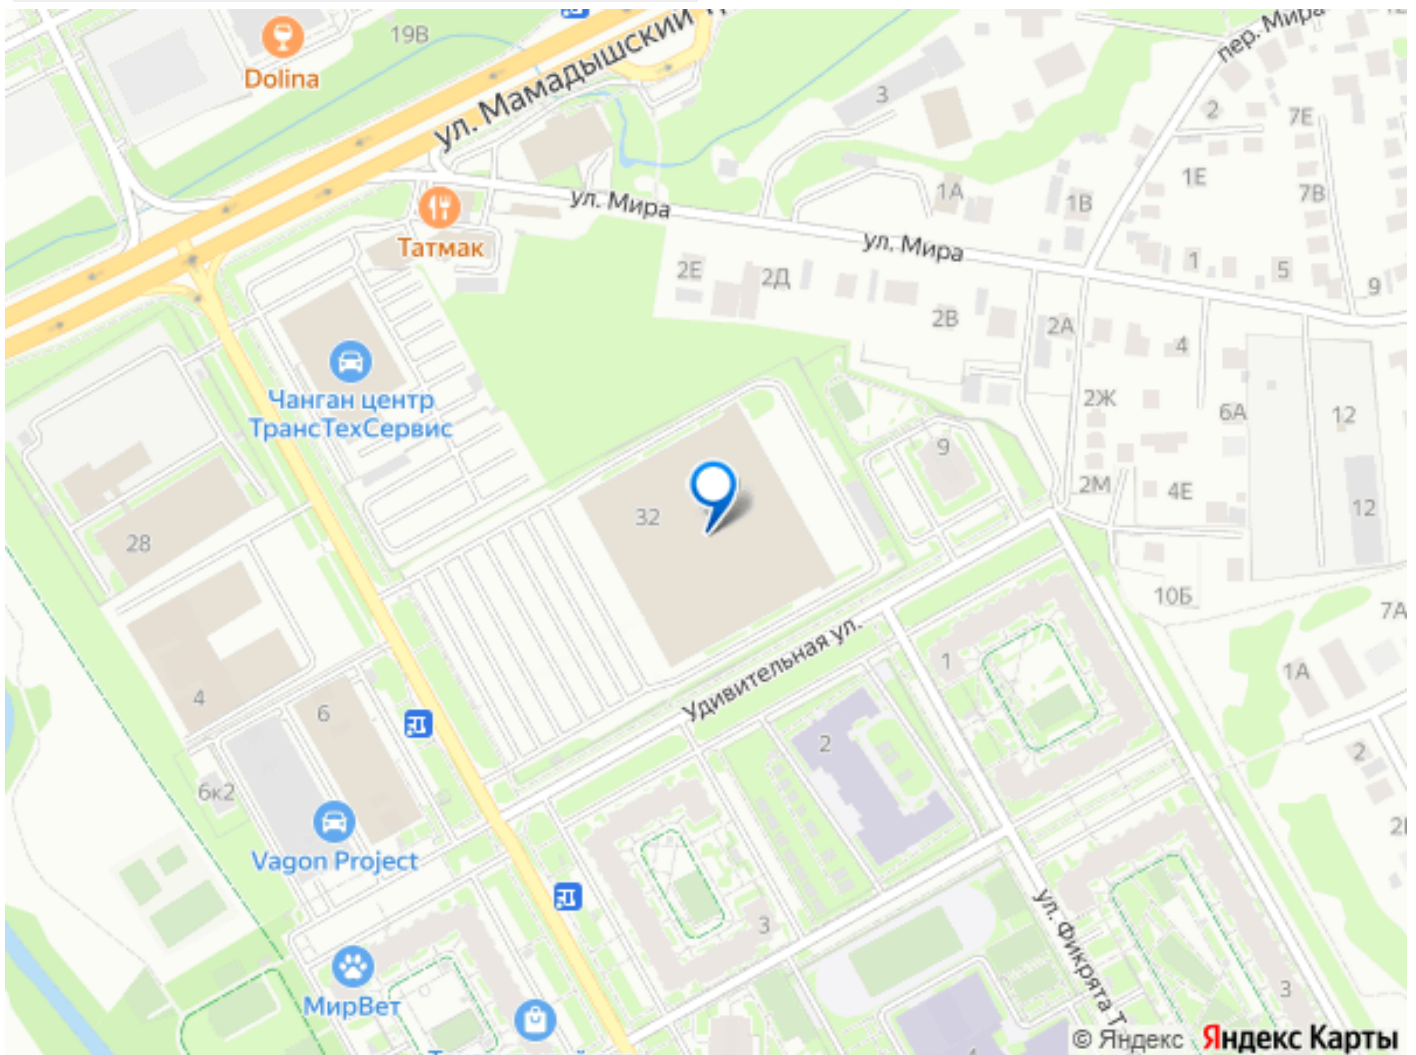 19В
Dolina
ул. Мамадышский
пер. Мира
3
2
7Е
1Е
7В
1А
1В
ул. Мира
Татмак
ул. Мира
2Е
2Д
1
5
9
2В
2А
4
Чанган центр
ТрансТехСервис
2Ж
6А
12
9
2М
4Е
12
32
28
10Б
7А
Удивительная ул.
1
1А
4
6
2
2
6к2
Vagon Project
3
ул. Фикрята Т
МирВет
3
© Яндекс Яндекс Карты